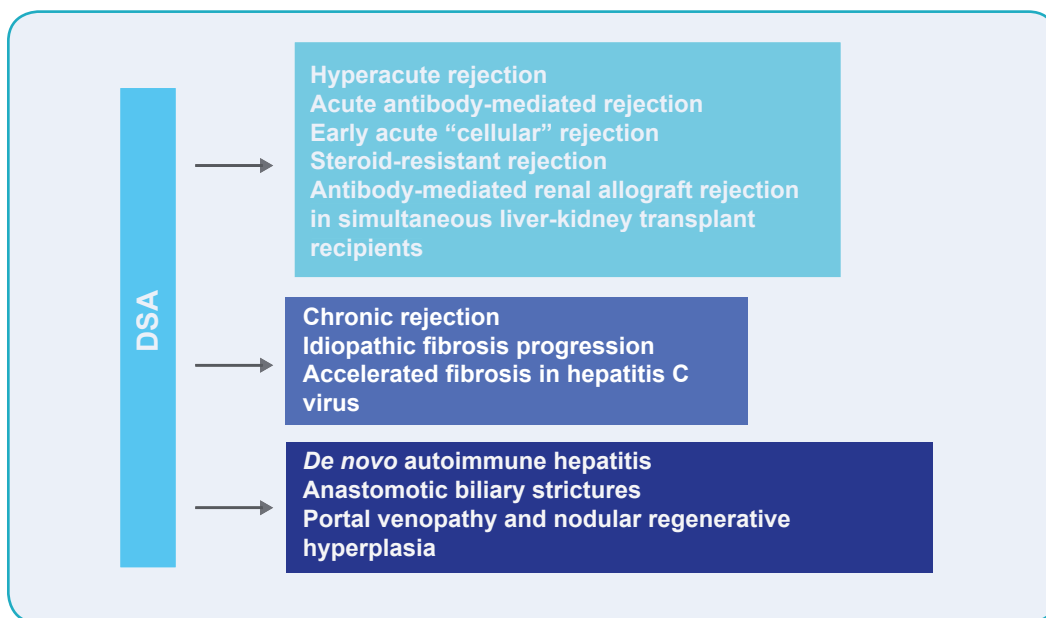 DSA
Hyperacute rejection
Acute antibody-mediated rejection
Early acute “cellular” rejection
Steroid-resistant rejection
Antibody-mediated renal allograft rejection
in simultaneous liver-kidney transplant
recipients
Chronic rejection
Idiopathic fibrosis progression
Accelerated fibrosis in hepatitis C
virus
De novo autoimmune hepatitis
Anastomotic biliary strictures
Portal venopathy and nodular regenerative
hyperplasia